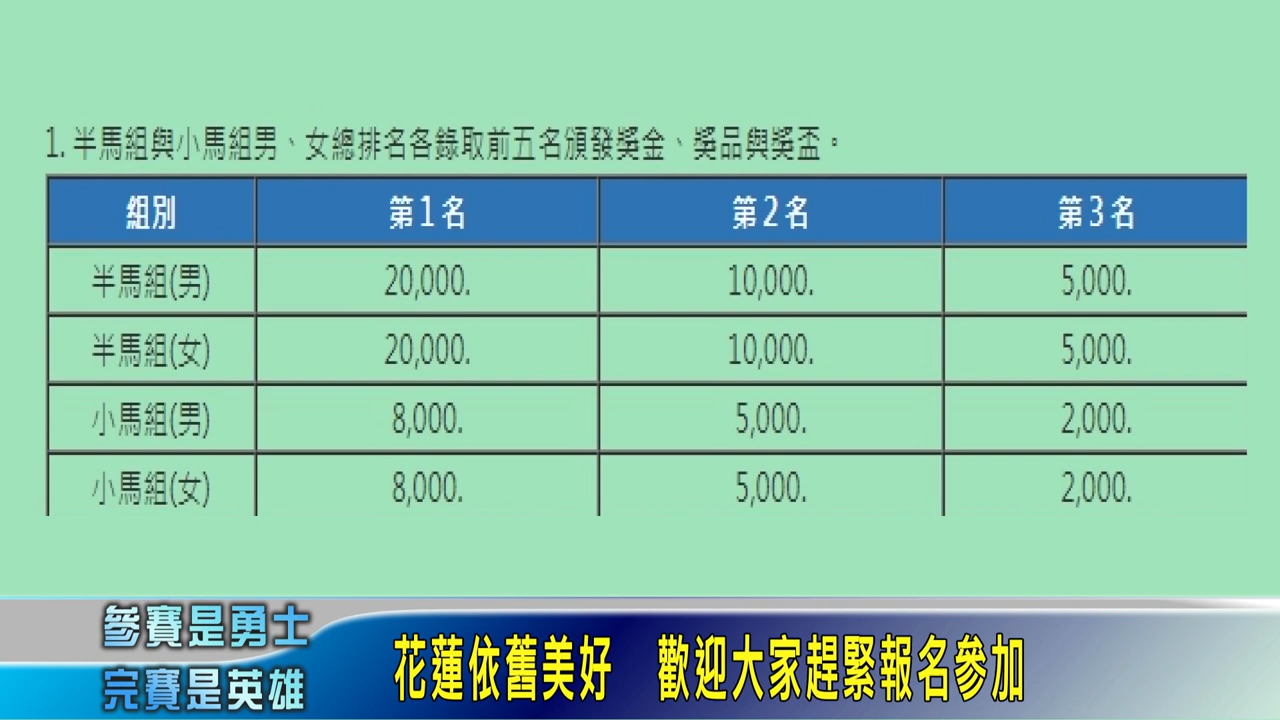 1. 半馬組與小馬組男、女總排名各錄取前五名頒發獎金、獎品與獎盃。
組別 第1名 第2名 第3名
半馬組(男) 20,000. 10,000. 5,000.
半馬組(女) 20,000. 10,000. 5,000.
小馬組(男) 8,000. 5,000. 2,000.
小馬組(女) 8,000. 5,000. 2,000.
參賽是勇士
完賽是英雄
花蓮依舊美好 歡迎大家趕緊報名參加